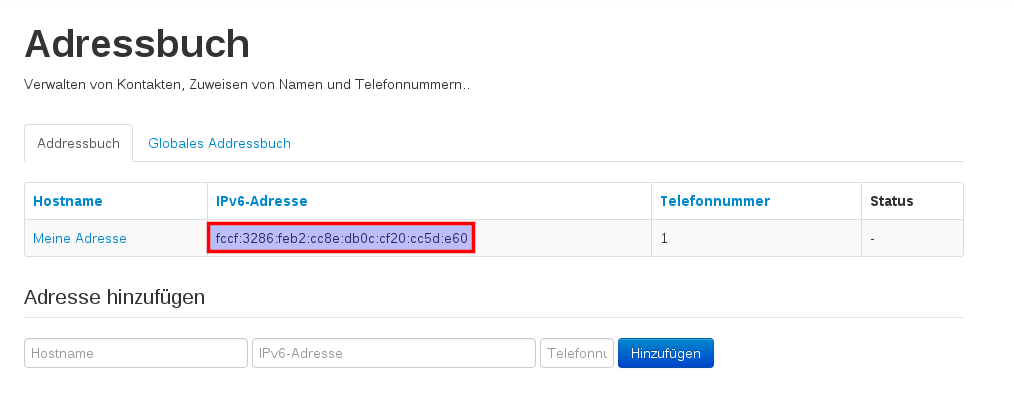 Adressbuch
Verwalten von Kontakten, Zuweisen von Namen und Telefonnummern..
Addressbuch Globales Addressbuch
Hostname IPv6-Adresse Telefonnummer Status
Meine Adresse fccf:3286:feb2:cc8e:db0c:cf20:cc5d:e60 1 -
Adresse hinzufügen
Hostname IPv6-Adresse Telefonnu Hinzufügen